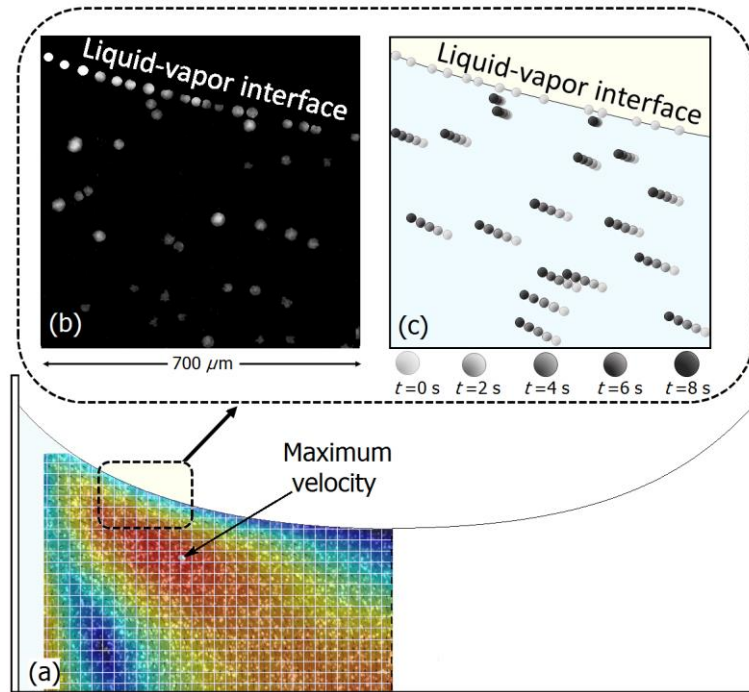 Liquid-vapor interface
Liquid-vapor interface
(b)
(c)
700 µm
t=0 s
t=2 s
t=4 s
t=6 s
t=8 s
Maximum
velocity
(a)